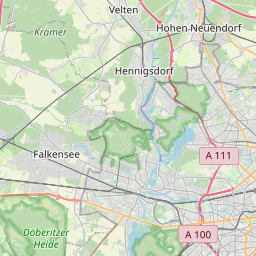 Velten
Hohen Neuendorf
Krämer
Hennigsdorf
Falkensee
A 111
Döberitzer
Heide
A 100